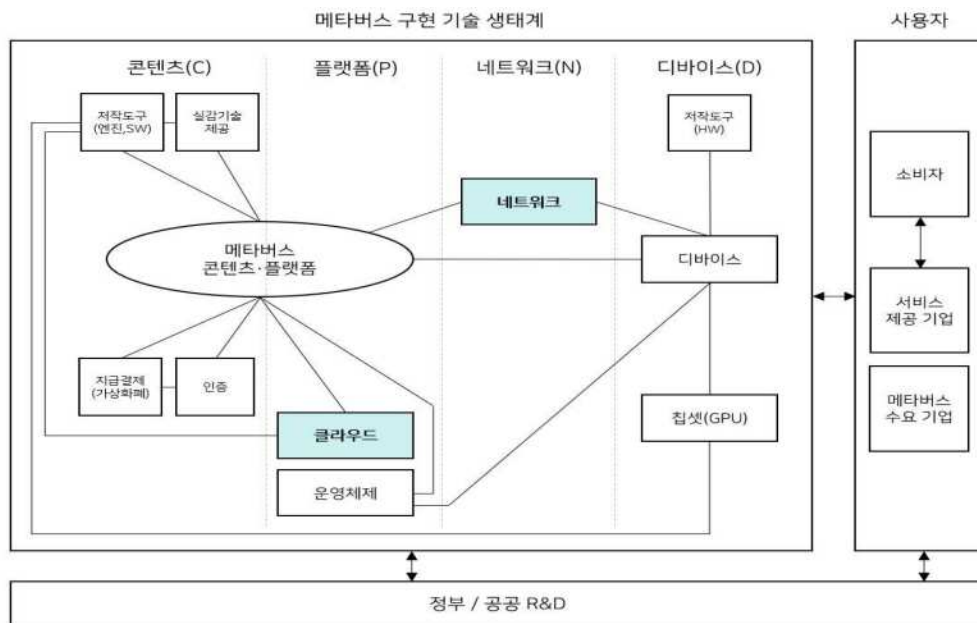 메타버스 구현 기술 생태계
사용자
콘텐츠(C)
플랫폼(P)
네트워크(N)
디바이스(D)
저작도구
(엔진,SW)
실감기술
제공
저작도구
(HW)
네트워크
메타버스
콘텐츠·플랫폼
디바이스
지급결제
(가상화폐)
인증
클라우드
운영체제
칩셋(GPU)
소비자
서비스
제공 기업
메타버스
수요 기업
정부 / 공공 R&D